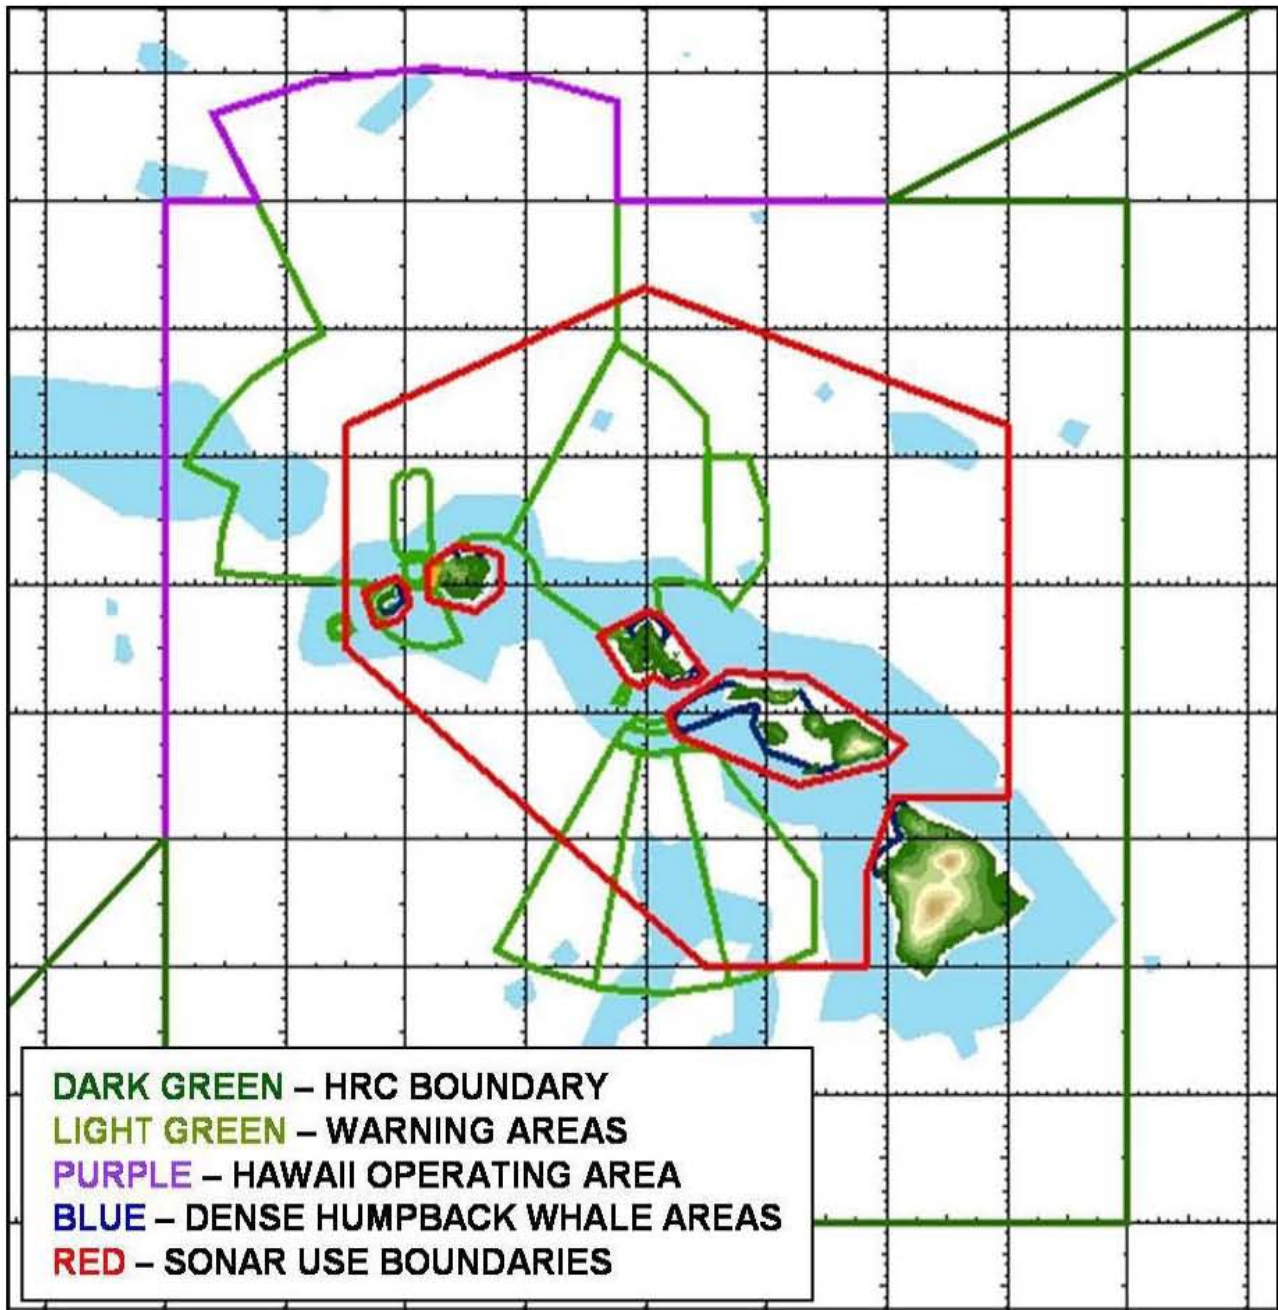 DARK GREEN – HRC BOUNDARY
LIGHT GREEN – WARNING AREAS
PURPLE – HAWAII OPERATING AREA
BLUE – DENSE HUMPBACK WHALE AREAS
RED – SONAR USE BOUNDARIES